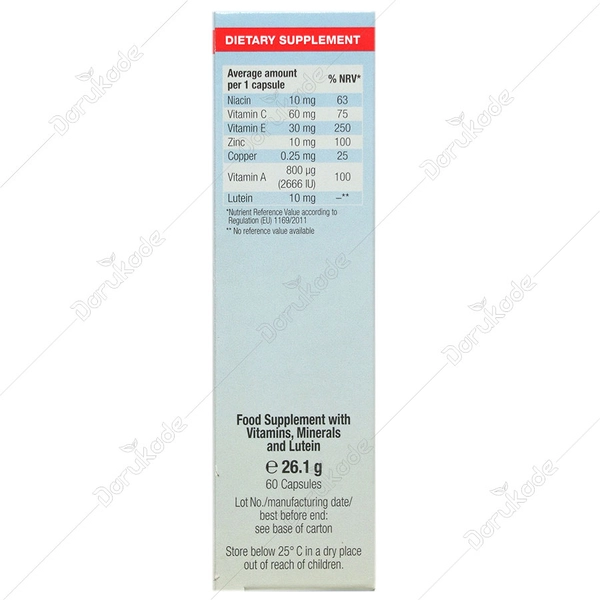 DIETARY SUPPLEMENT
Average amount
per 1 capsule % NRV*
Niacin 10 mg 63
Vitamin C 60 mg 75
Vitamin E 30 mg 250
Zinc 10 mg 100
Copper 0.25 mg 25
Vitamin A 800 µg (2666 IU) 100
Lutein 10 mg –**
*Nutrient Reference Value according to
Regulation (EU) 1169/2011
** No reference value available
Food Supplement with
Vitamins, Minerals
and Lutein
℮ 26.1 g
60 Capsules
Lot No./manufacturing date/
best before end:
see base of carton
Store below 25° C in a dry place
out of reach of children.
Darukade